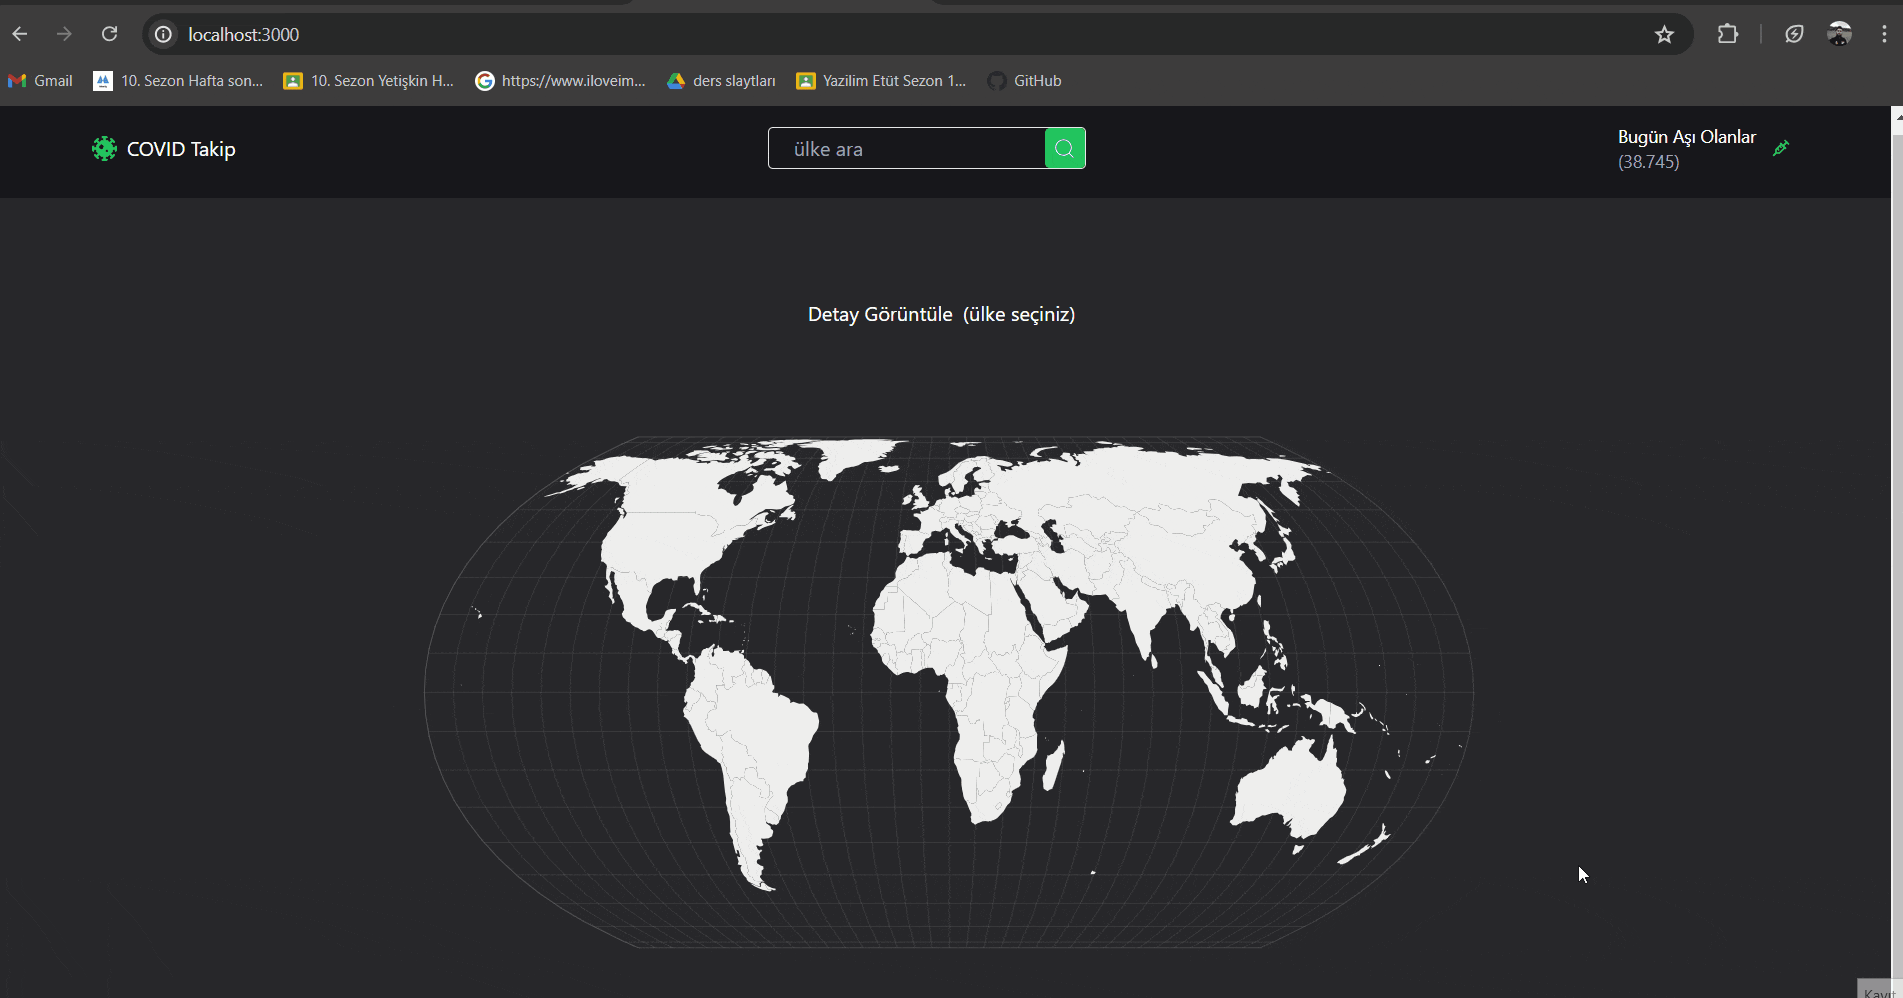 localhost:3000
Gmail
10. Sezon Hafta son...
10. Sezon Yetişkin H...
https://www.iloveim...
ders slaytları
Yazilim Etüt Sezon 1...
GitHub
COVID Takip
ülke ara
Bugün Aşı Olanlar
(38.745)
Detay Görüntüle (ülke seçiniz)